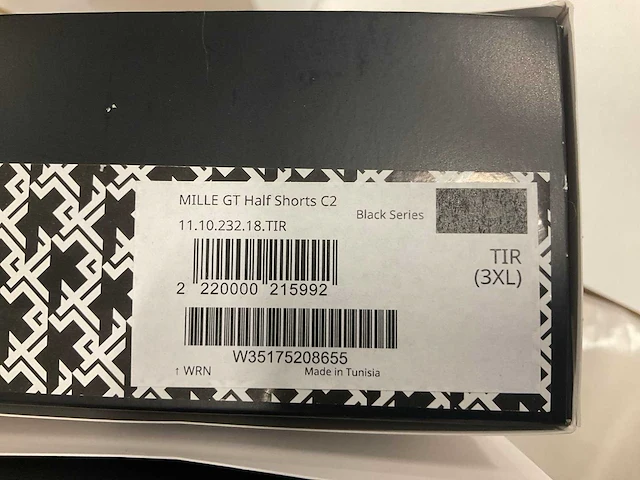 MILLE GT Half Shorts C2
Black Series
11.10.232.18.TIR
TIR
(3XL)
2 220000 215992
W35175208655
↑ WRN
Made in Tunisia